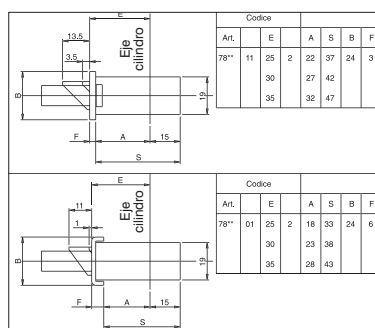 E
13.5
3.5
Eje
cilindro
B
19
F A 15
S
Codice
Art. E A S B F
78** 11 25 2 22 37 24 3
30 27 42
35 32 47
E
11
1
Eje
cilindro
B
19
F A 15
S
Codice
Art. E A S B F
78** 01 25 2 18 33 24 6
30 23 38
35 28 43